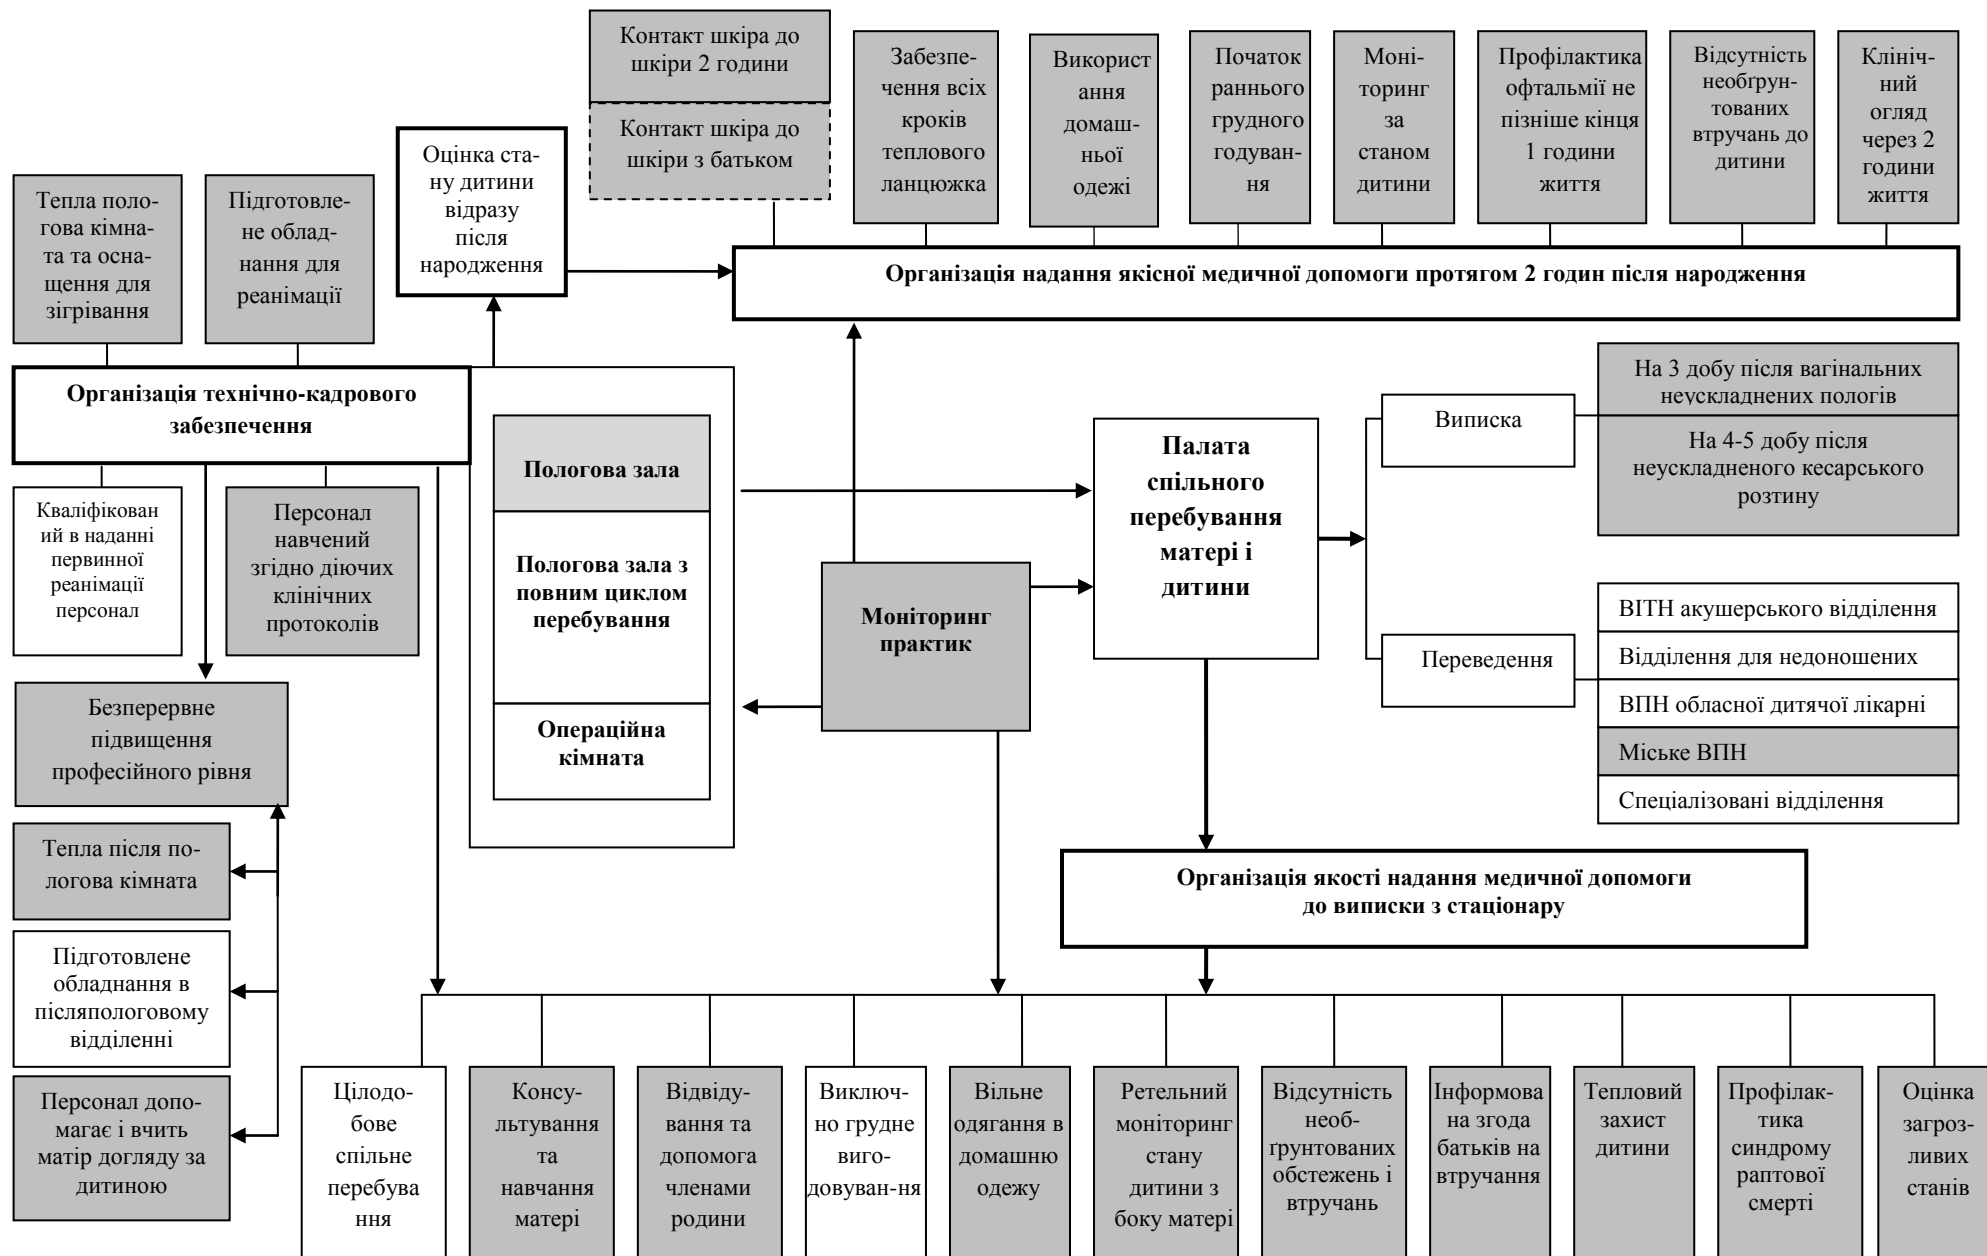 Контакт шкіра до
шкіри 2 години
Контакт шкіра до
шкіри з батьком
Забезпе-
чення всіх
кроків
теплового
ланцюжка
Використ
ання
домаш-
ньої
одежі
Початок
раннього
грудного
годуван-
ня
Моні-
торинг
за
станом
дитини
Профілактика
офтальмії не
пізніше кінця
1 години
життя
Відсутність
необґрун-
тованих
втручань до
дитини
Клініч-
ний
огляд
через 2
години
життя
Оцінка ста-
ну дитини
відразу
після
народження
Тепла поло-
гова кімна-
та та осна-
щення для
зігрівання
Підготовле-
не облад-
нання для
реанімації
Організація надання якісної медичної допомоги протягом 2 годин після народження
Організація технічно-кадрового
забезпечення
Кваліфікован
ий в наданні
первинної
реанімації
персонал
Персонал
навчений
згідно діючих
клінічних
протоколів
Пологова зала
Пологова зала з
повним циклом
перебування
Операційна
кімната
Моніторинг
практик
Палата
спільного
перебування
матері і
дитини
Виписка
На 3 добу після вагінальних
неускладнених пологів
На 4-5 добу після
неускладненого кесарського
розтину
Переведення
ВІТН акушерського відділення
Відділення для недоношених
ВПН обласної дитячої лікарні
Міське ВПН
Спеціалізовані відділення
Безперервне
підвищення
професійного рівня
Тепла після по-
логова кімната
Підготовлене
обладнання в
післяпологовому
відділенні
Персонал допо-
магає і вчить
матір догляду за
дитиною
Організація якості надання медичної допомоги
до виписки з стаціонару
Цілодо-
бове
спільне
перебува
ння
Консу-
льтування
та
навчання
матері
Відвіду-
вання та
допомога
членами
родини
Виключ-
но грудне
виго-
довуван-ня
Вільне
одягання в
домашню
одежу
Ретельний
моніторинг
стану
дитини з
боку матері
Відсутність
необ-
ґрунтованих
обстежень і
втручань
Інформова
на згода
батьків на
втручання
Тепловий
захист
дитини
Профілак-
тика
синдрому
раптової
смерті
Оцінка
загроз-
ливих
станів